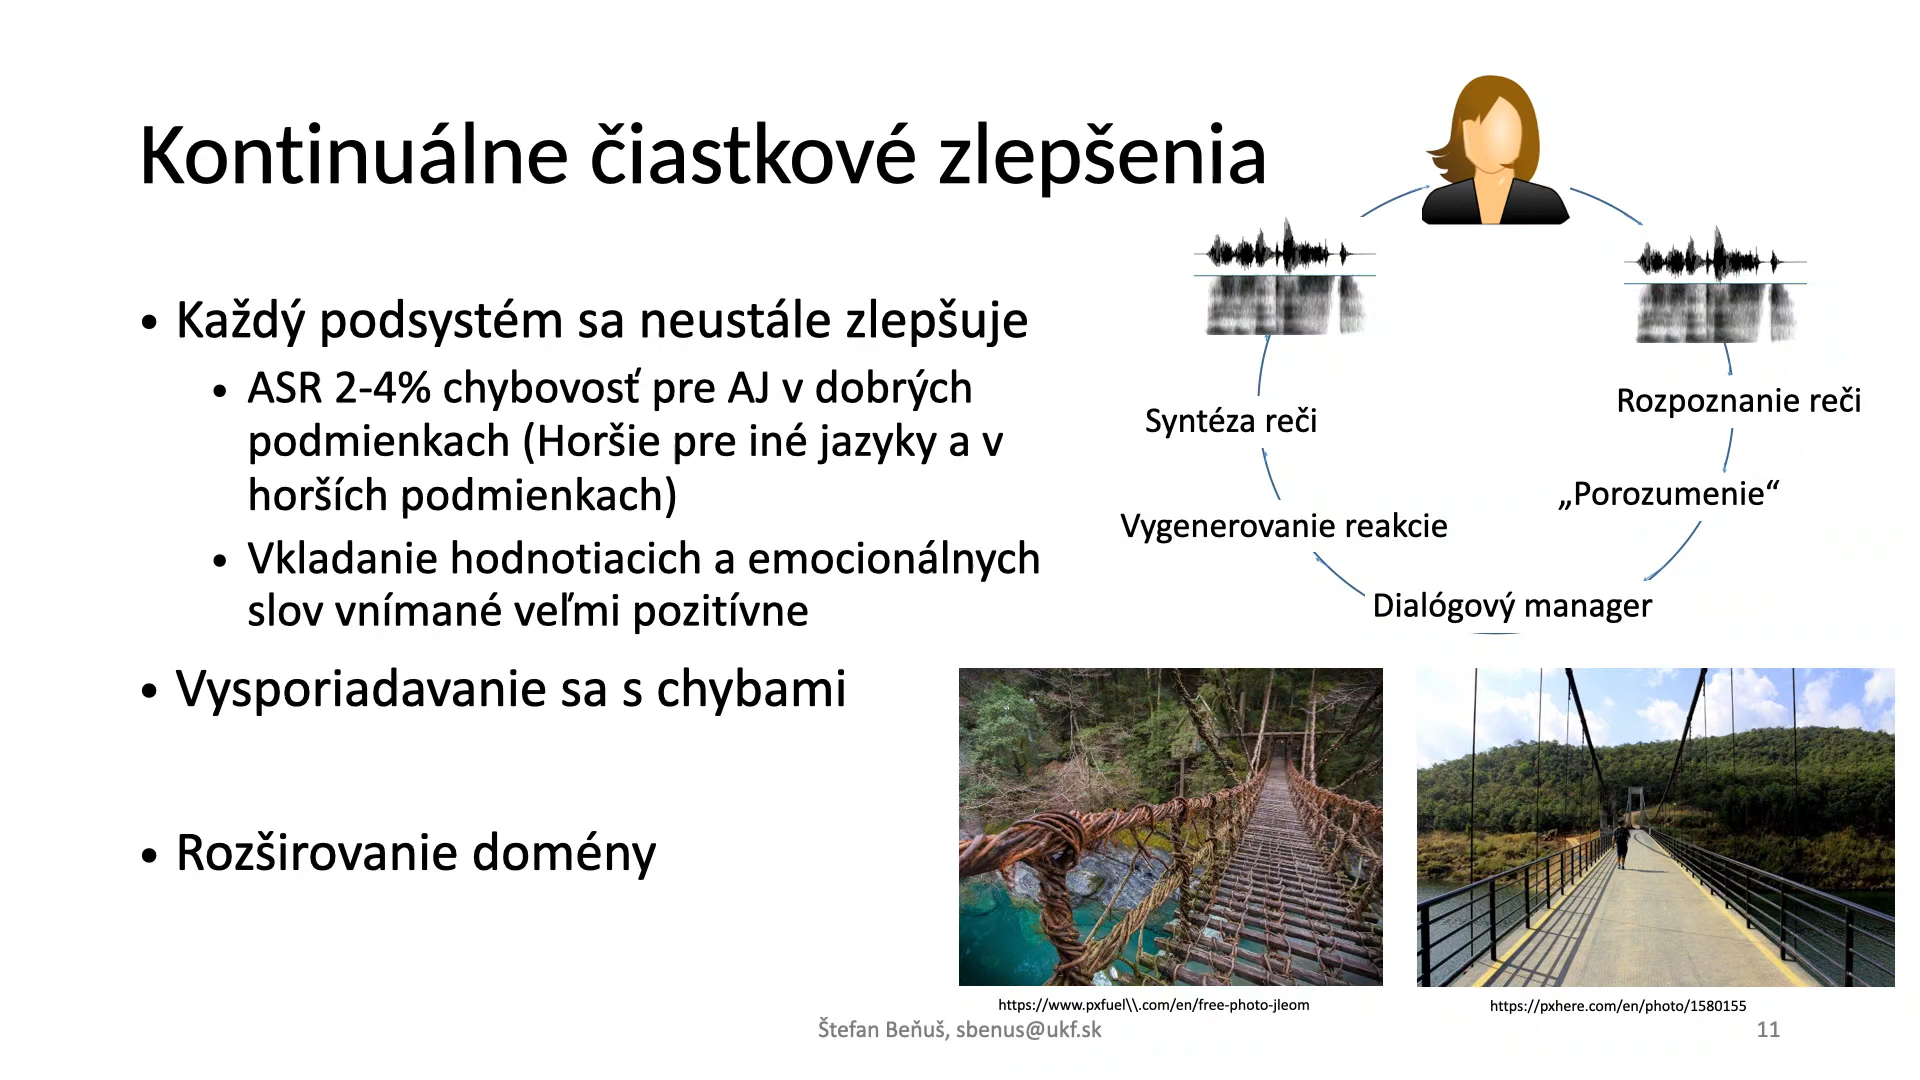 Kontinuálne čiastkové zlepšenia
• Každý podsystém sa neustále zlepšuje
• ASR 2-4% chybovosť pre AJ v dobrých
podmienkach (Horšie pre iné jazyky a v
horších podmienkach)
• Vkladanie hodnotiacich a emocionálnych
slov vnímané veľmi pozitívne
• Vysporiadavanie sa s chybami
• Rozširovanie domény
Rozpoznanie reči
„Porozumenie“
Dialógový manager
Vygenerovanie reakcie
Syntéza reči
https://www.pxfuel\\.com/en/free-photo-jleom
https://pxhere.com/en/photo/1580155
Štefan Beňuš, sbenus@ukf.sk
11